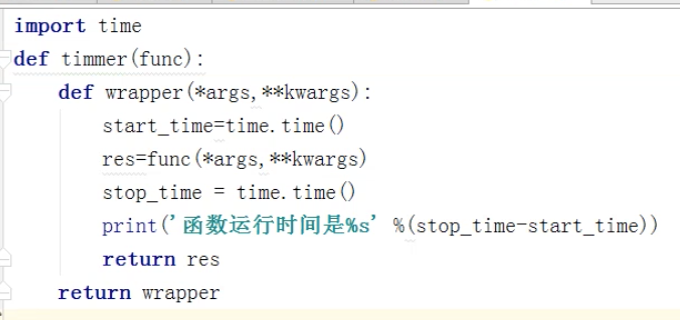 import time
def timmer(func):
    def wrapper(*args,**kwargs):
        start_time=time.time()
        res=func(*args,**kwargs)
        stop_time = time.time()
        print('函数运行时间是%s' %(stop_time-start_time))
        return res
    return wrapper